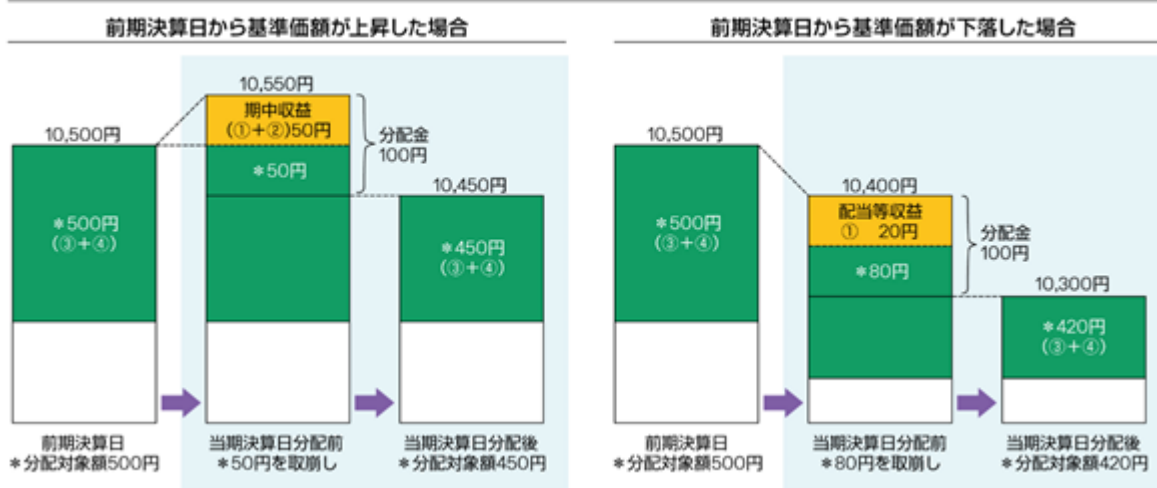 前期決算日から基準価額が上昇した場合
10,500円
＊500円
(③+④)
前期決算日
＊分配対象額500円
10,550円
期中収益
(①+②)50円
＊50円
分配金
100円
当期決算日分配前
＊50円を取崩し
10,450円
＊450円
(③+④)
当期決算日分配後
＊分配対象額450円
前期決算日から基準価額が下落した場合
10,500円
＊500円
(③+④)
前期決算日
＊分配対象額500円
10,400円
配当等収益
① 20円
＊80円
分配金
100円
当期決算日分配前
＊80円を取崩し
10,300円
＊420円
(③+④)
当期決算日分配後
＊分配対象額420円